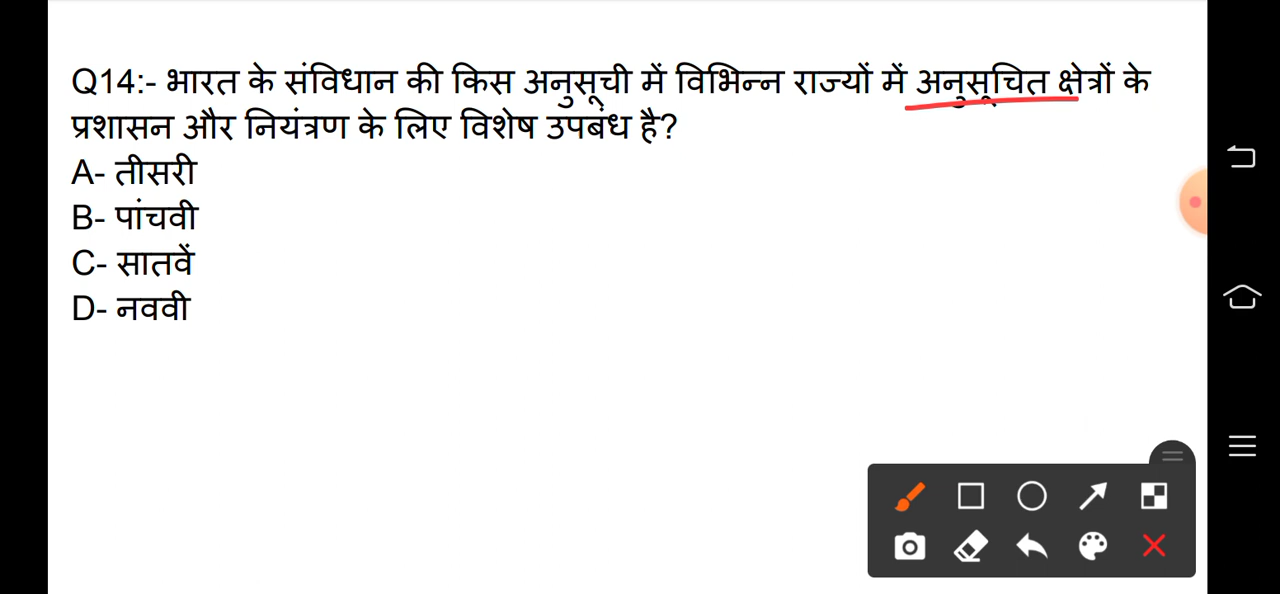 Q14:- भारत के संविधान की किस अनुसूची में विभिन्न राज्यों में अनुसूचित क्षेत्रों के
प्रशासन और नियंत्रण के लिए विशेष उपबंध है?
A- तीसरी
B- पांचवी
C- सातवें
D- नववी